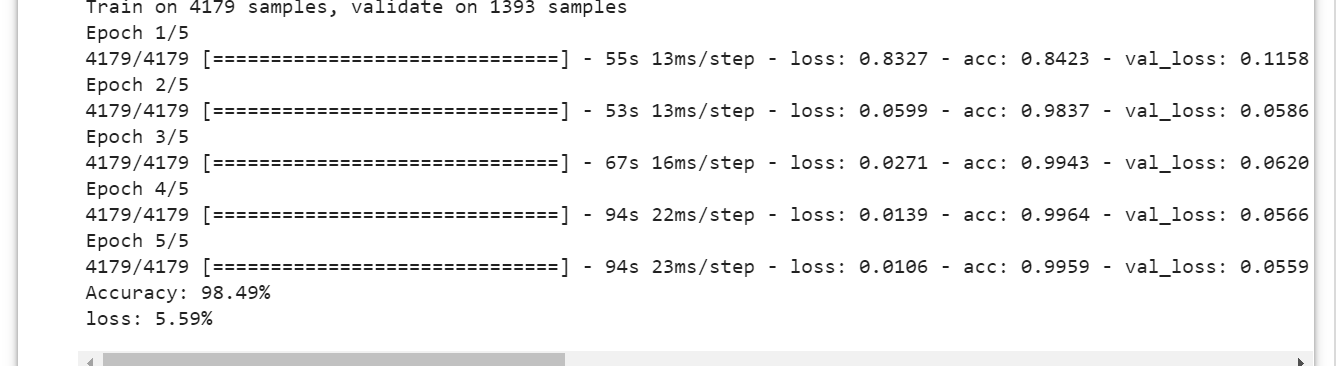 Train on 4179 samples, validate on 1393 samples
Epoch 1/5
4179/4179 [==============================] - 55s 13ms/step - loss: 0.8327 - acc: 0.8423 - val_loss: 0.1158
Epoch 2/5
4179/4179 [==============================] - 53s 13ms/step - loss: 0.0599 - acc: 0.9837 - val_loss: 0.0586
Epoch 3/5
4179/4179 [==============================] - 67s 16ms/step - loss: 0.0271 - acc: 0.9943 - val_loss: 0.0620
Epoch 4/5
4179/4179 [==============================] - 94s 22ms/step - loss: 0.0139 - acc: 0.9964 - val_loss: 0.0566
Epoch 5/5
4179/4179 [==============================] - 94s 23ms/step - loss: 0.0106 - acc: 0.9959 - val_loss: 0.0559
Accuracy: 98.49%
loss: 5.59%